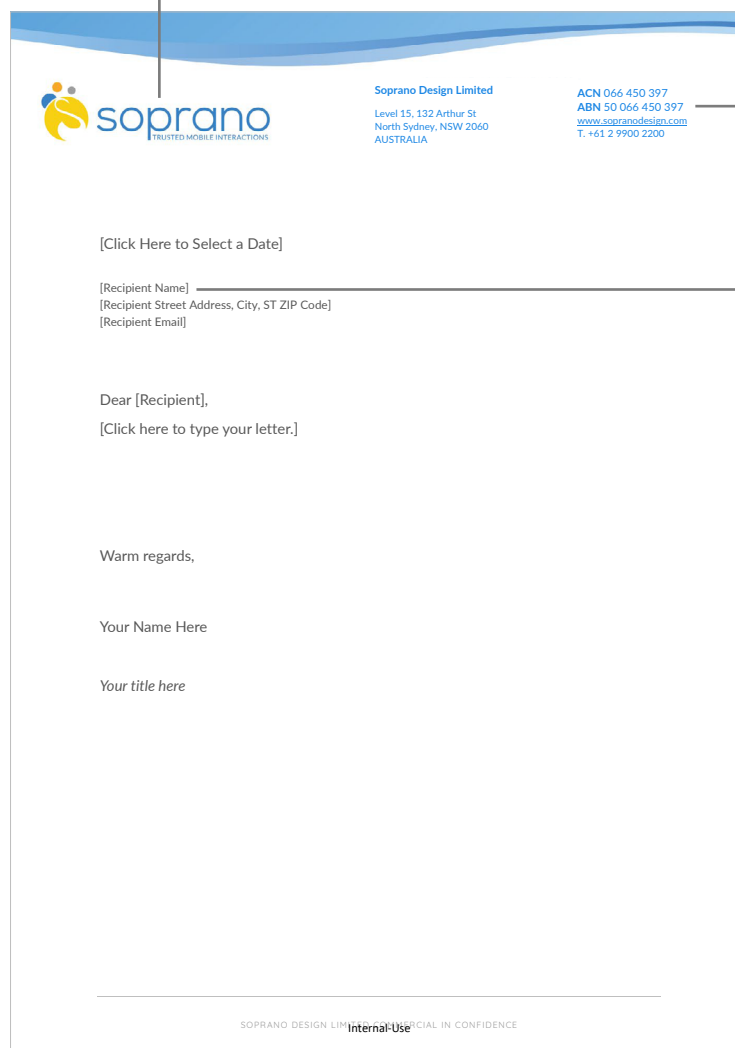 soprano
TRUSTED MOBILE INTERACTIONS
Soprano Design Limited
Level 15, 132 Arthur St
North Sydney, NSW 2060
AUSTRALIA
ACN 066 450 397
ABN 50 066 450 397
www.sopranodesign.com
T. +61 2 9900 2200
[Click Here to Select a Date]
[Recipient Name]
[Recipient Street Address, City, ST ZIP Code]
[Recipient Email]
Dear [Recipient],
[Click here to type your letter.]
Warm regards,
Your Name Here
Your title here
SOPRANO DESIGN LIMITED COMMERCIAL IN CONFIDENCE
Internal-Use